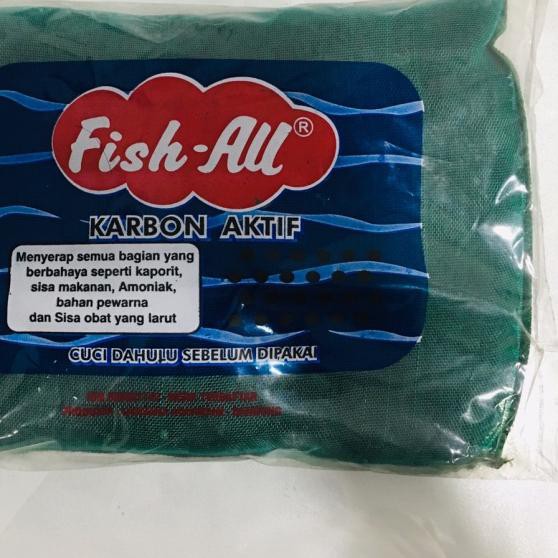 Fish-All®
KARBON AKTIF
Menyerap semua bagian yang
berbahaya seperti kaporit,
sisa makanan, Amoniak,
bahan pewarna
dan Sisa obat yang larut
CUCI DAHULU SEBELUM DIPAKAI